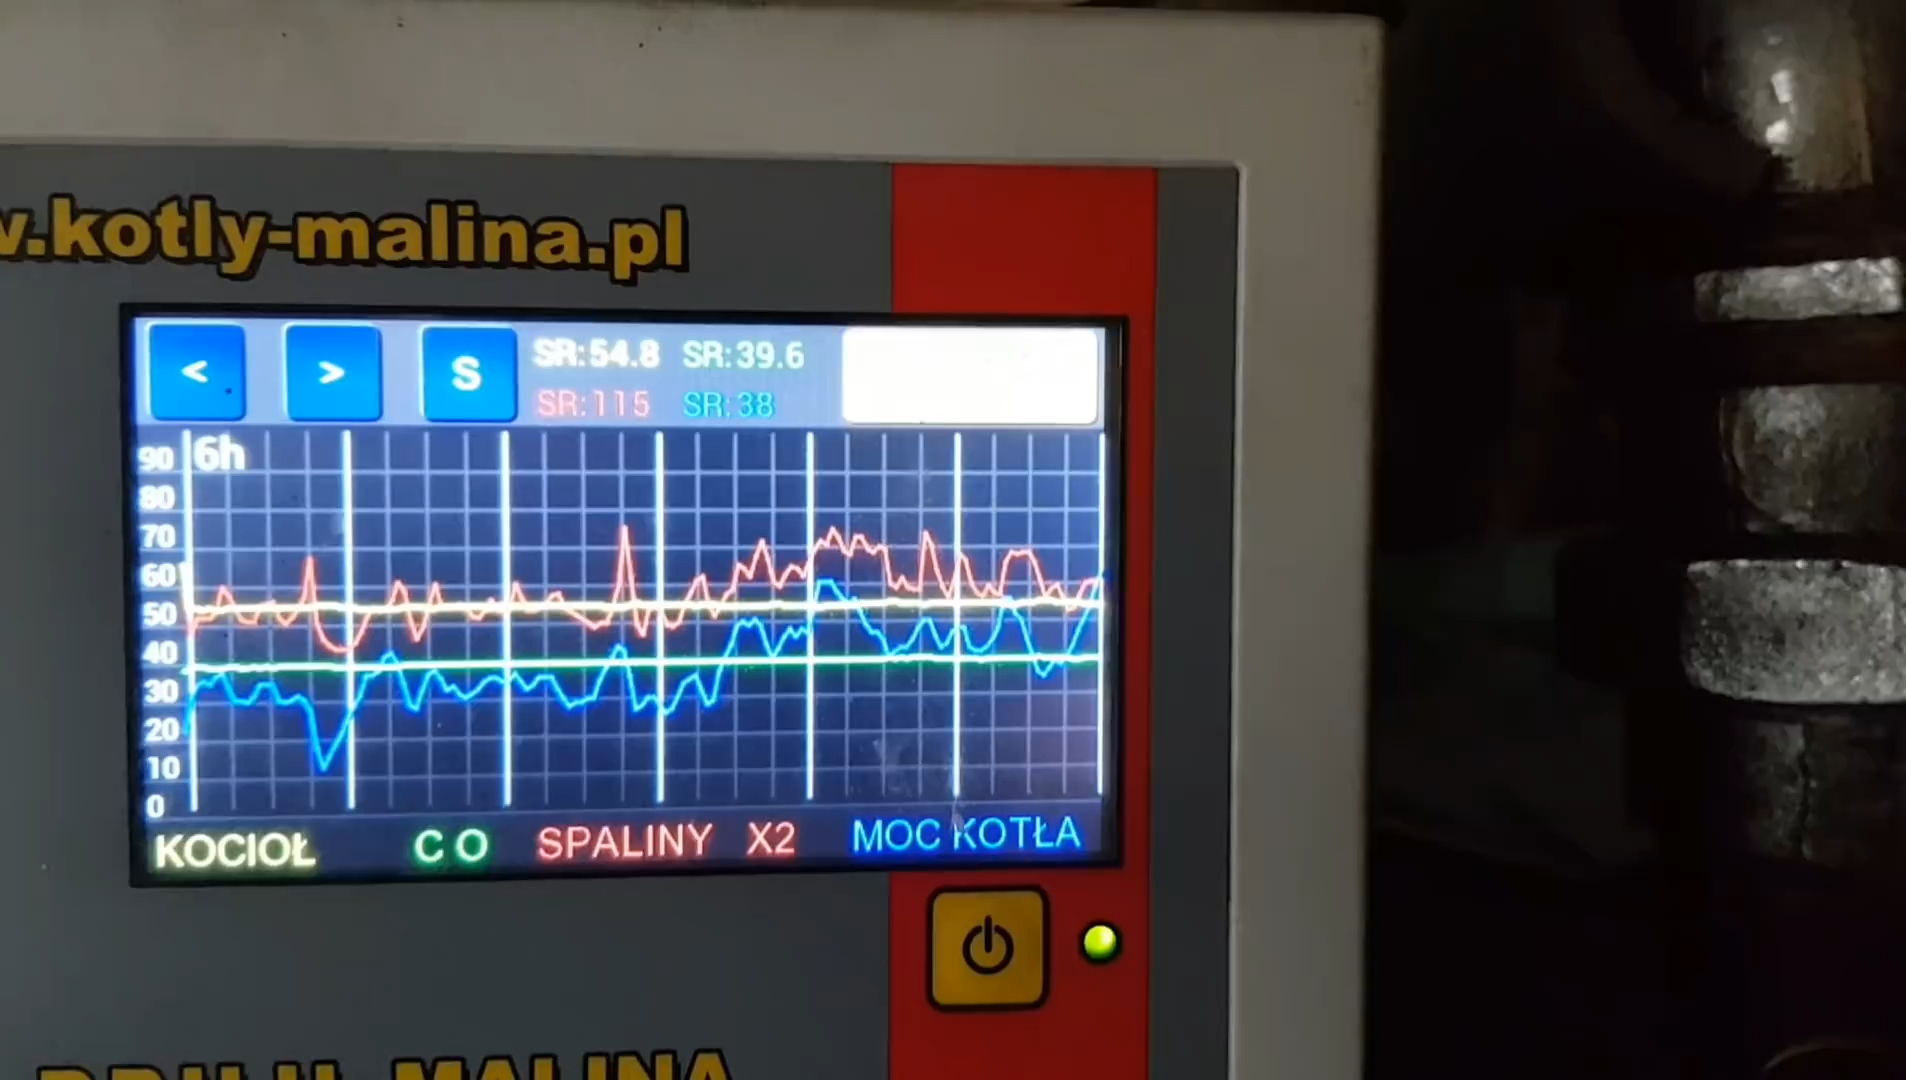 .kotly-malina.pl
< > S SR:54.8 SR:39.6
SR:115 SR:38
6h
90
80
70
60
50
40
30
20
10
0
KOCIOŁ C O SPALINY X2 MOC KOTŁA
MALINA